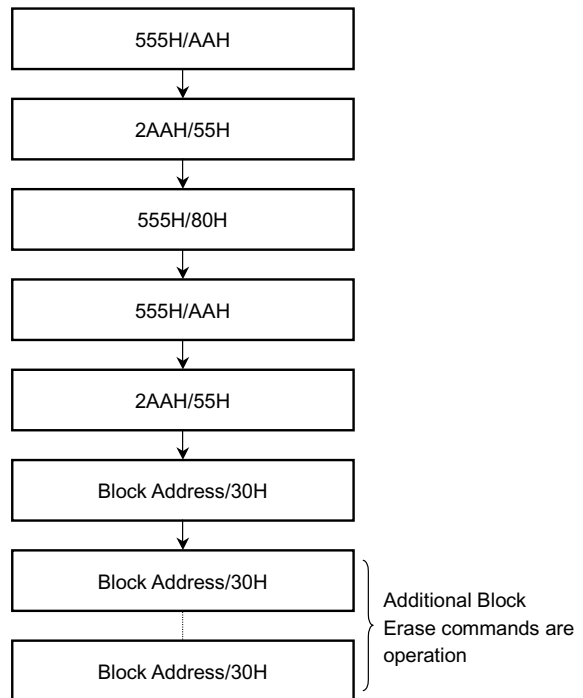 555H/AAH
2AAH/55H
555H/80H
555H/AAH
2AAH/55H
Block Address/30H
Block Address/30H
Additional Block
Erase commands are
operation
Block Address/30H